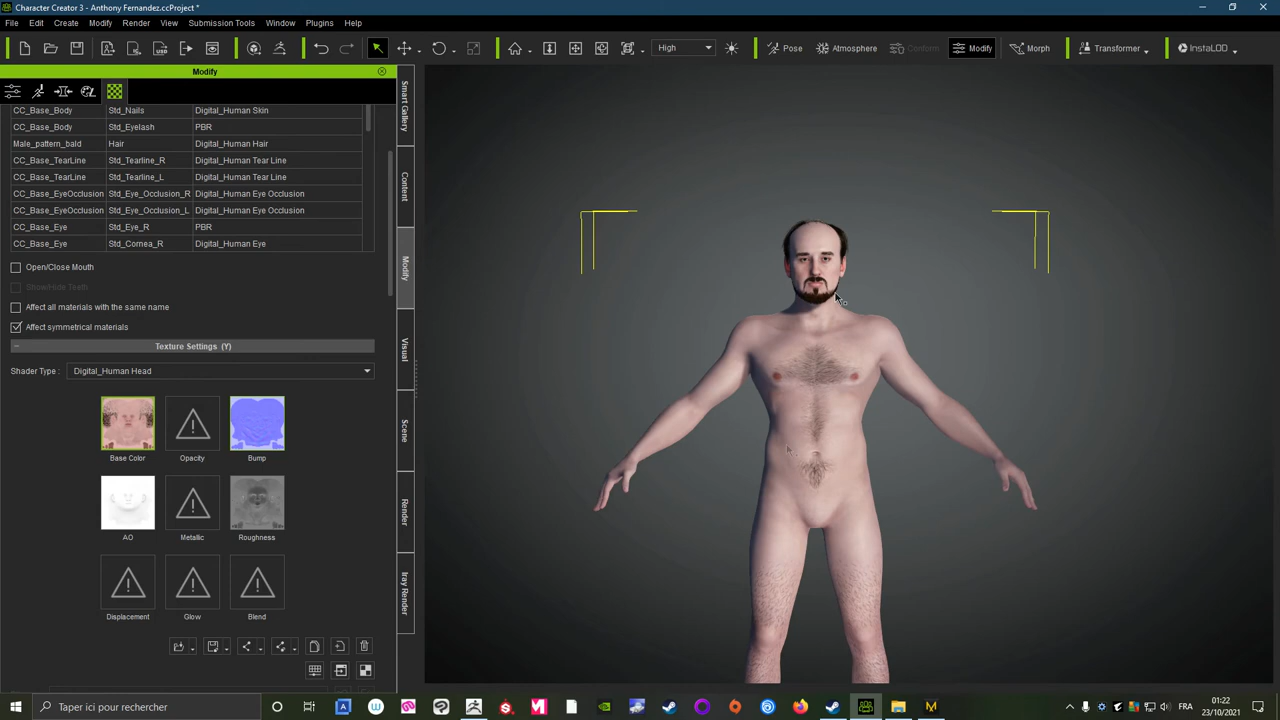 Character Creator 3 - Anthony Fernandez.ccProject *
File Edit Create Modify Render View Submission Tools Window Plugins Help
High Pose Atmosphere Conform Modify Morph Transformer InstaLOD
Modify
CC_Base_Body Std_Nails Digital_Human Skin
CC_Base_Body Std_Eyelash PBR
Male_pattern_bald Hair Digital_Human Hair
CC_Base_TearLine Std_Tearline_R Digital_Human Tear Line
CC_Base_TearLine Std_Tearline_L Digital_Human Tear Line
CC_Base_EyeOcclusion Std_Eye_Occlusion_R Digital_Human Eye Occlusion
CC_Base_EyeOcclusion Std_Eye_Occlusion_L Digital_Human Eye Occlusion
CC_Base_Eye Std_Eye_R PBR
CC_Base_Eye Std_Cornea_R Digital_Human Eye
Open/Close Mouth
Show/Hide Teeth
Affect all materials with the same name
Affect symmetrical materials
Texture Settings (Y)
Shader Type : Digital_Human Head
Base Color Opacity Bump
AO Metallic Roughness
Displacement Glow Blend
Smart Gallery
Content
Modify
Visual
Scene
Render
Iray Render
Taper ici pour rechercher
FRA
01:22
23/10/2021